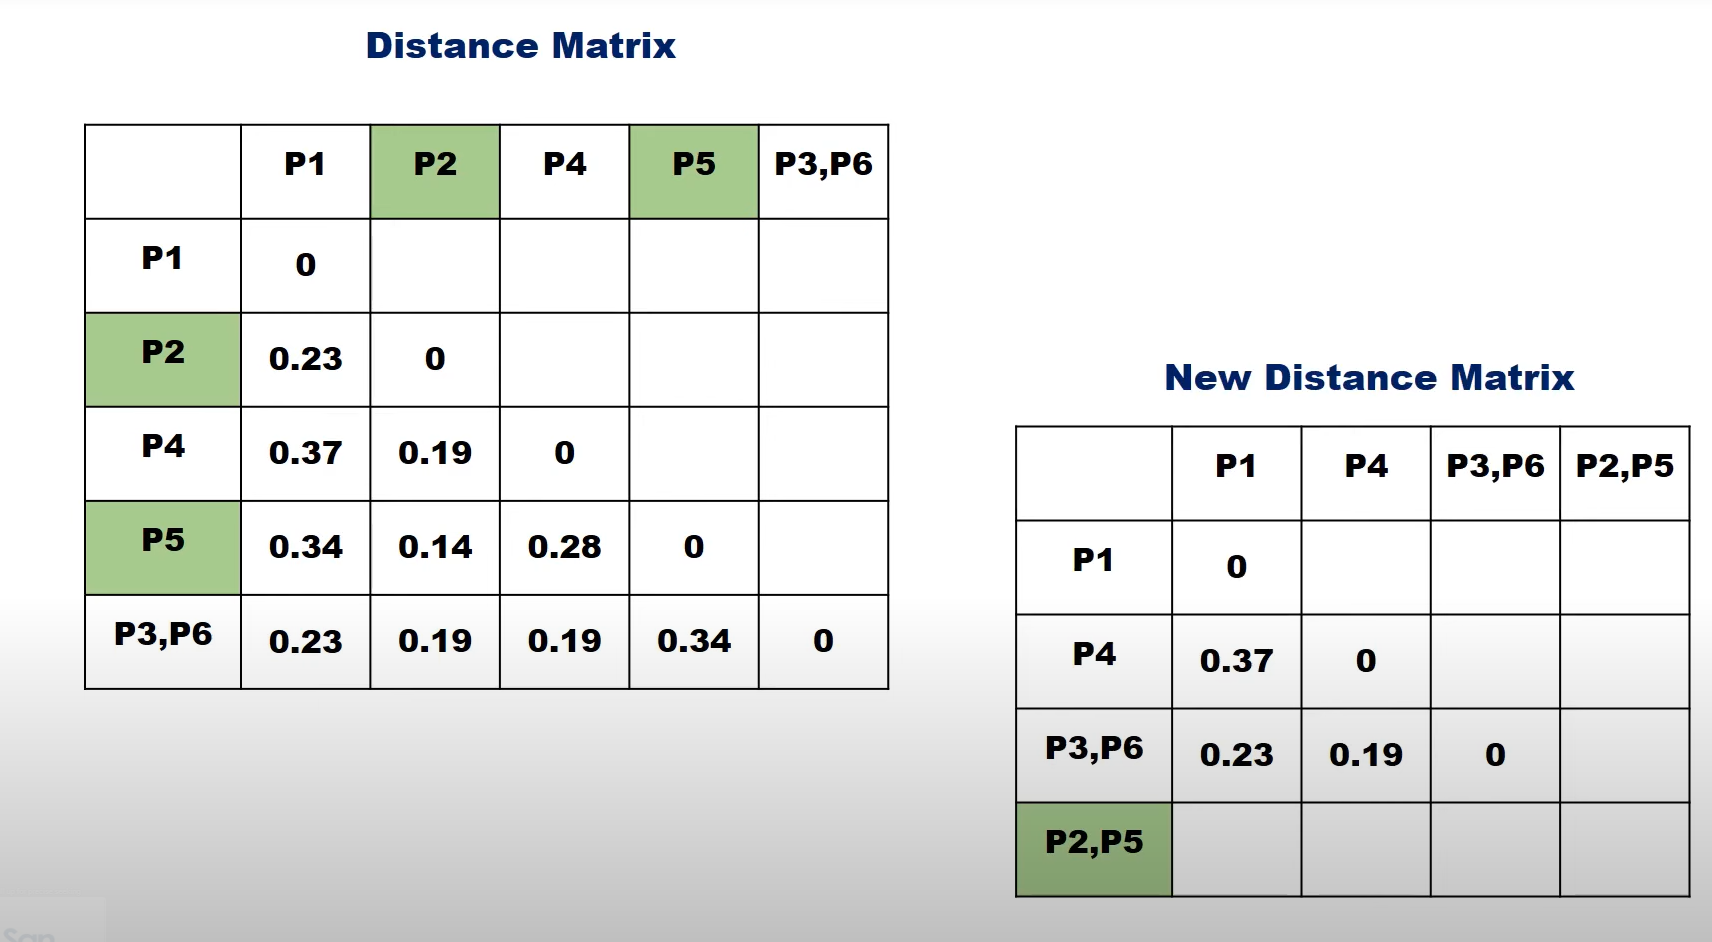 Distance Matrix
P1 P2 P4 P5 P3,P6
P1 0
P2 0.23 0
P4 0.37 0.19 0
P5 0.34 0.14 0.28 0
P3,P6 0.23 0.19 0.19 0.34 0
New Distance Matrix
P1 P4 P3,P6 P2,P5
P1 0
P4 0.37 0
P3,P6 0.23 0.19 0
P2,P5